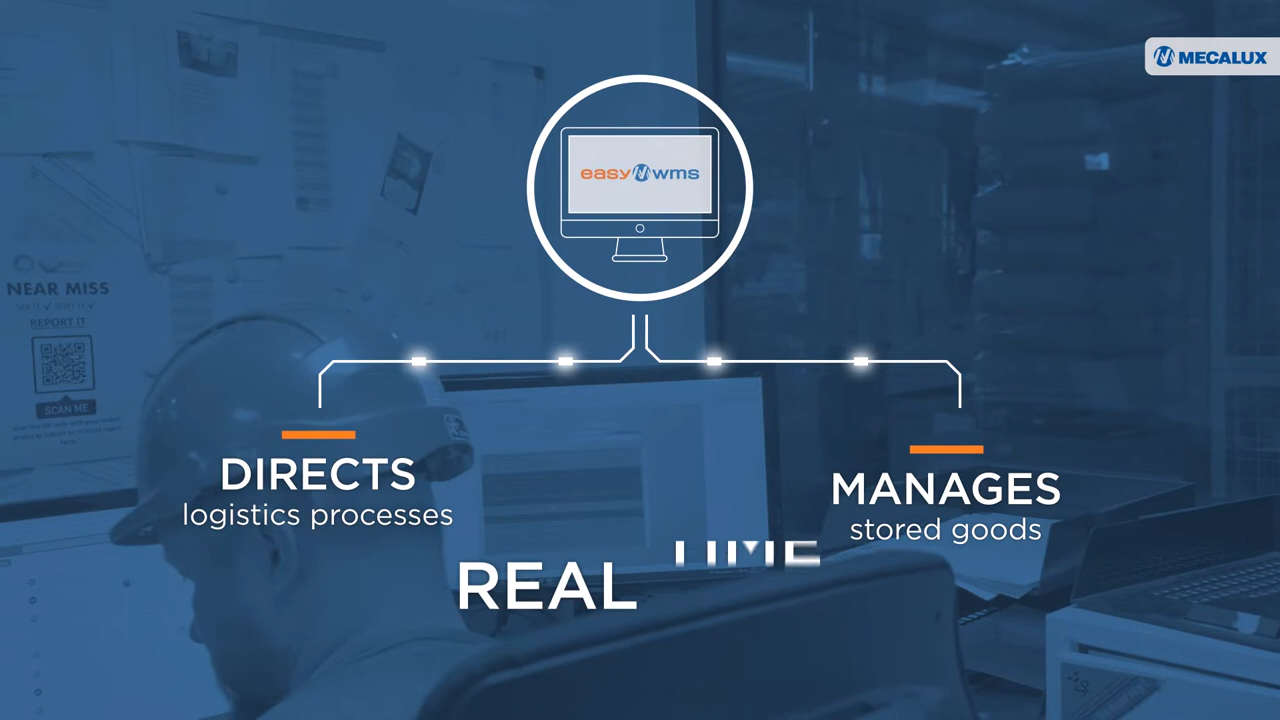 MECALUX
easy wms
NEAR MISS
REPORT IT
SCAN ME
DIRECTS
logistics processes
MANAGES
stored goods
REAL